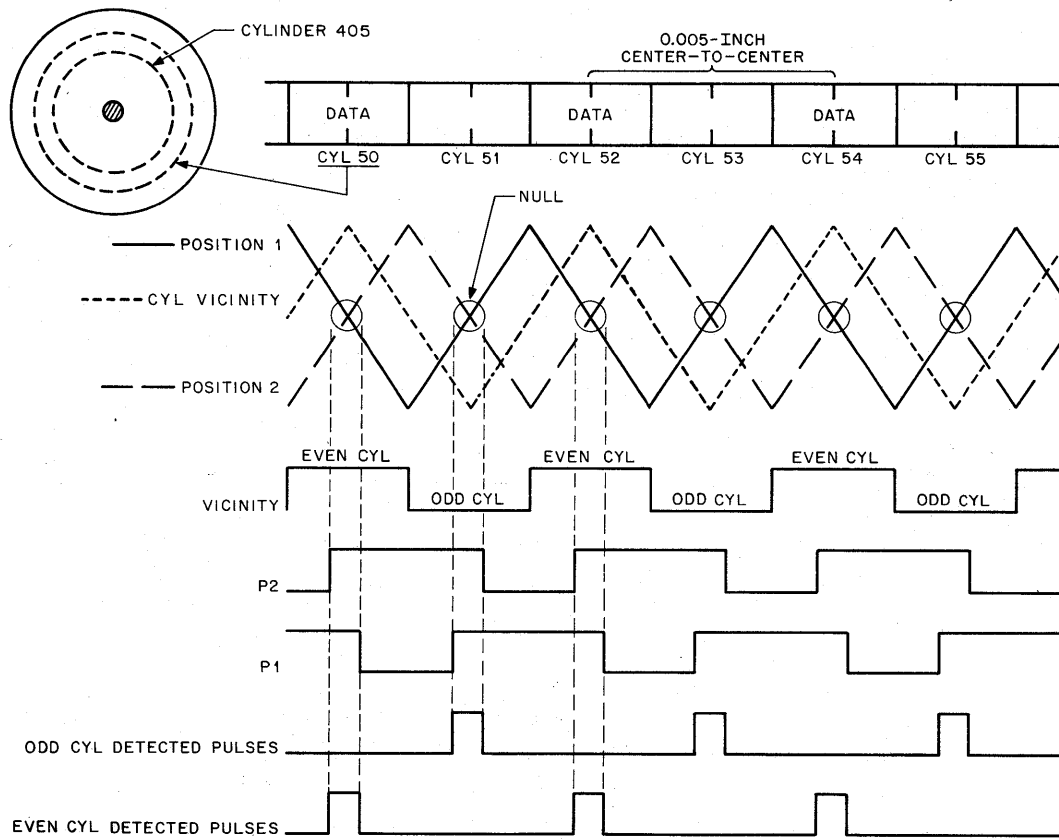 CYLINDER 405
0.005-INCH
CENTER-TO-CENTER
DATA DATA DATA
CYL 50 CYL 51 CYL 52 CYL 53 CYL 54 CYL 55
NULL
POSITION 1
CYL VICINITY
POSITION 2
EVEN CYL EVEN CYL EVEN CYL
VICINITY ODD CYL ODD CYL ODD CYL
P2
P1
ODD CYL DETECTED PULSES
EVEN CYL DETECTED PULSES